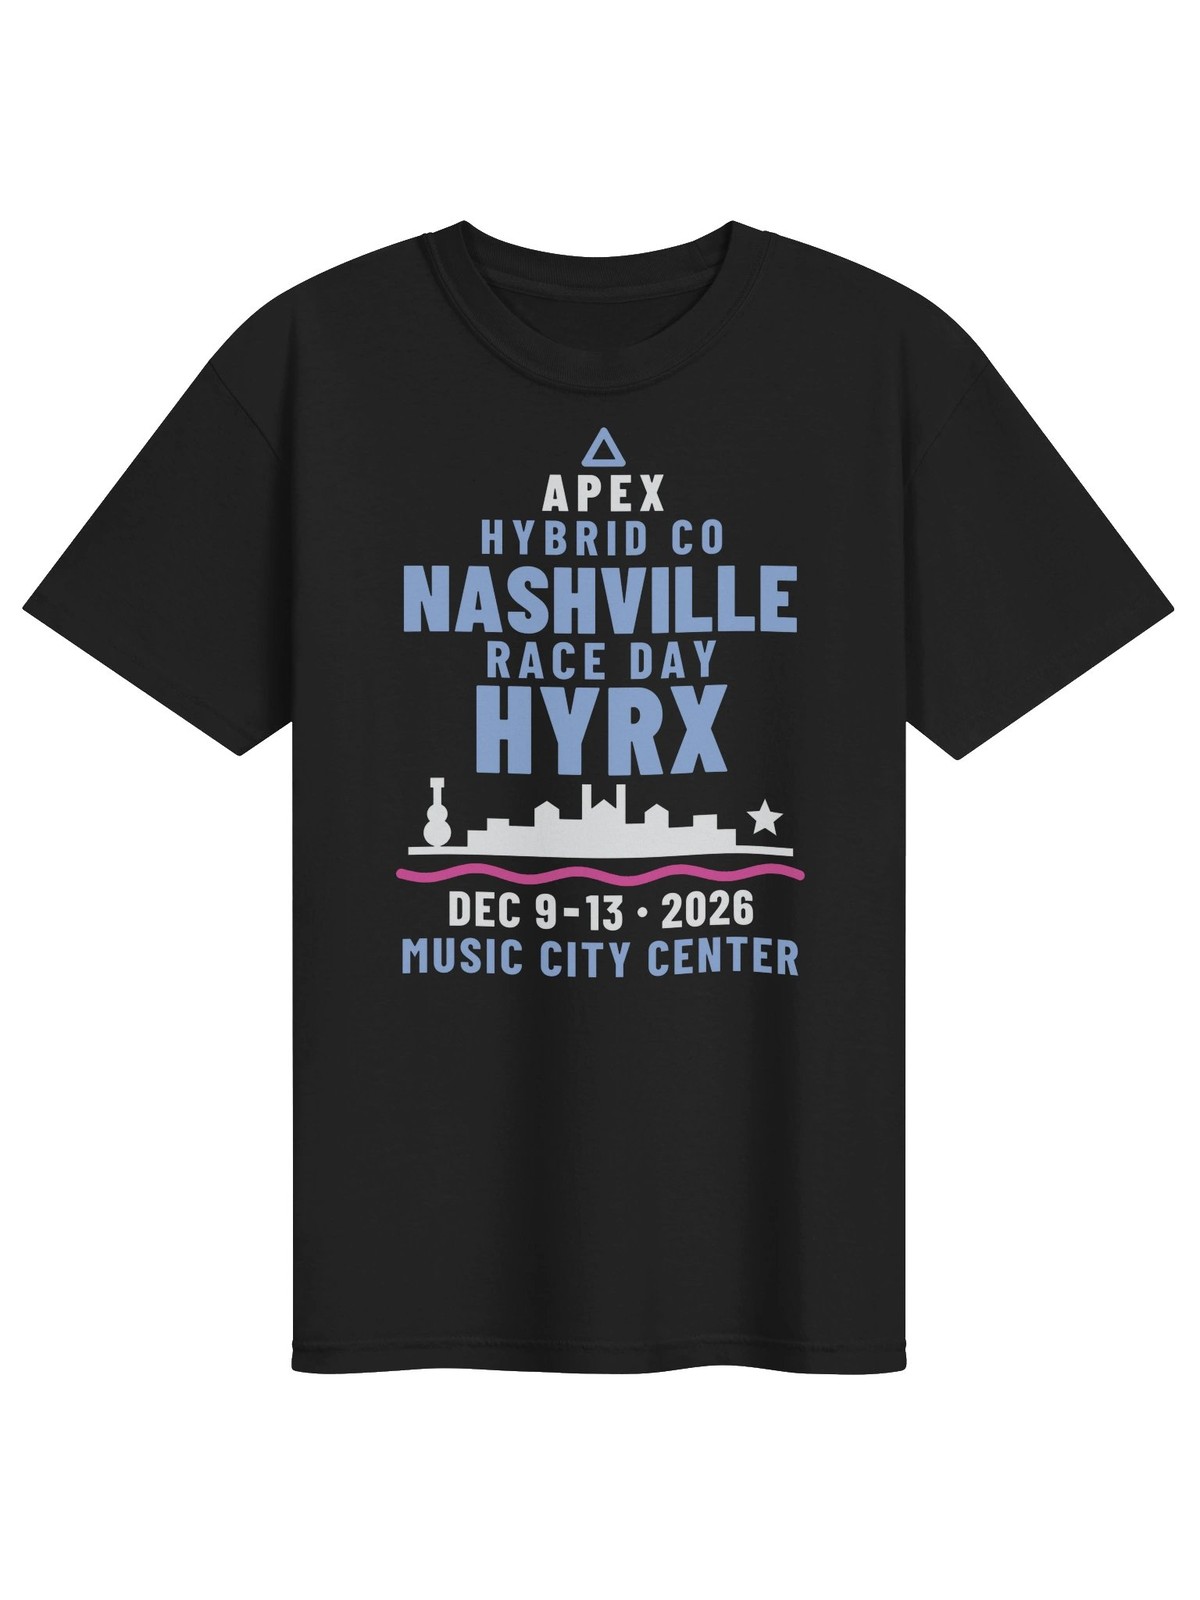 APEX
HYBRID CO
NASHVILLE
RACE DAY
HYRX
DEC 9-13 • 2026
MUSIC CITY CENTER